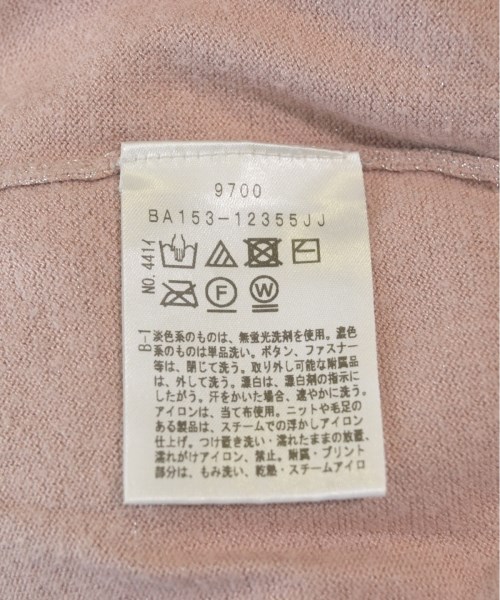 9700
BA153-12355JJ
NO.441イ
F W
B-1
淡色系のものは、無蛍光洗剤を使用。濃色
系のものは単品洗い。ボタン、ファスナー
等は、閉じて洗う。取り外し可能な附属品
は、外して洗う。漂白は、漂白剤の指示に
したがう。汗をかいた場合、速やかに洗う。
アイロンは、当て布使用。ニットや毛足の
ある製品は、スチームでの浮かしアイロン
仕上げ。つけ置き洗い・濡れたままの放置、
濡れがけアイロン、禁止。附属・プリント
部分は、もみ洗い、乾熱・スチームアイロ